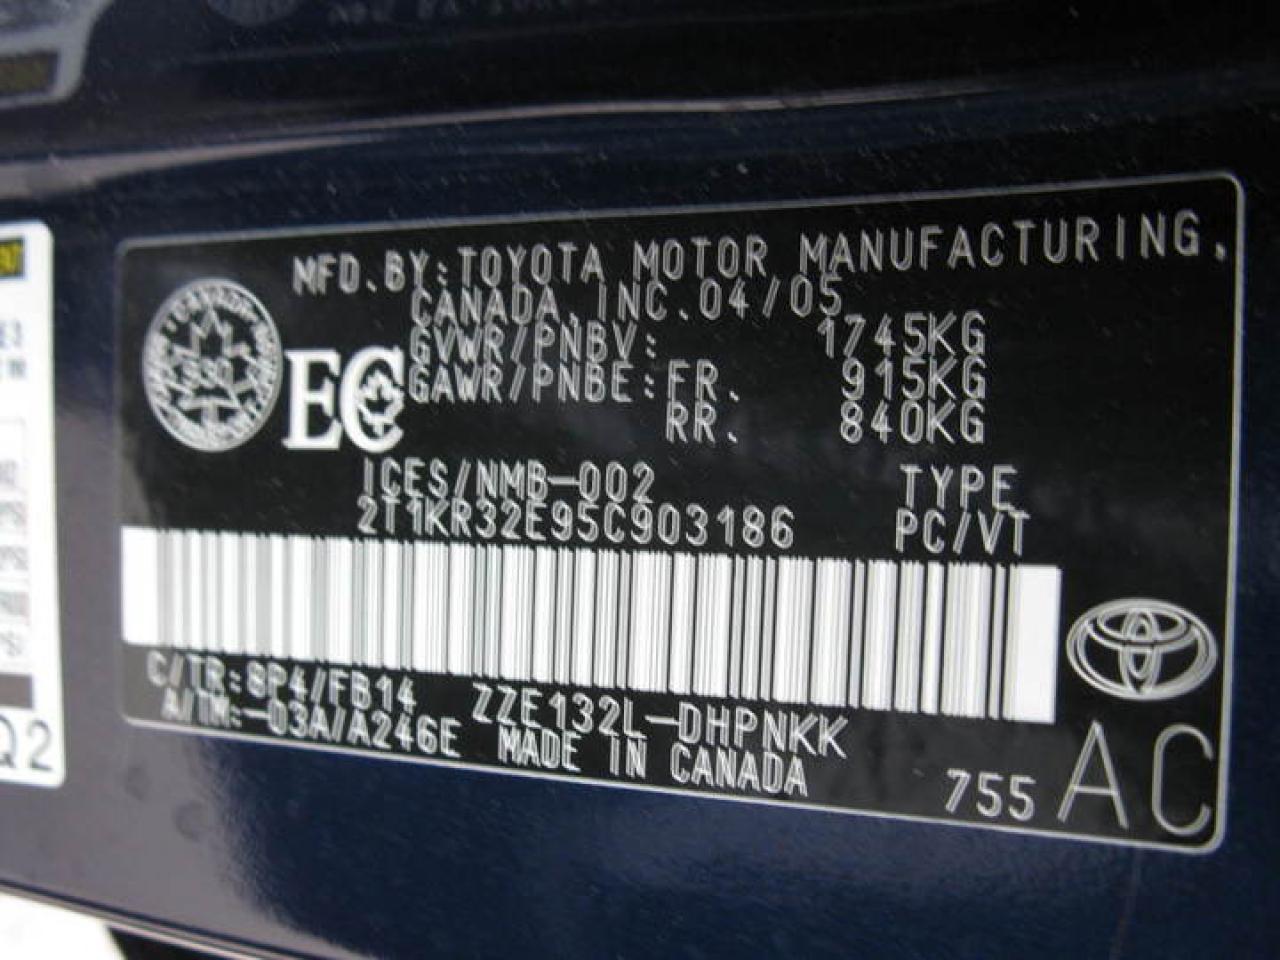 MFD. BY: TOYOTA MOTOR MANUFACTURING,
CANADA, INC. 04/05
GVWR/PNBV: 1745KG
GAWR/PNBE: FR. 915KG
RR. 840KG
EC
ICES/NMB-002 TYPE
2T1KR32E95C903186 PC/VT
C/TR: 8P4/FB14 ZZE132L-DHPNKK
A/TM: -03A/A246E MADE IN CANADA
755 AC
Q2